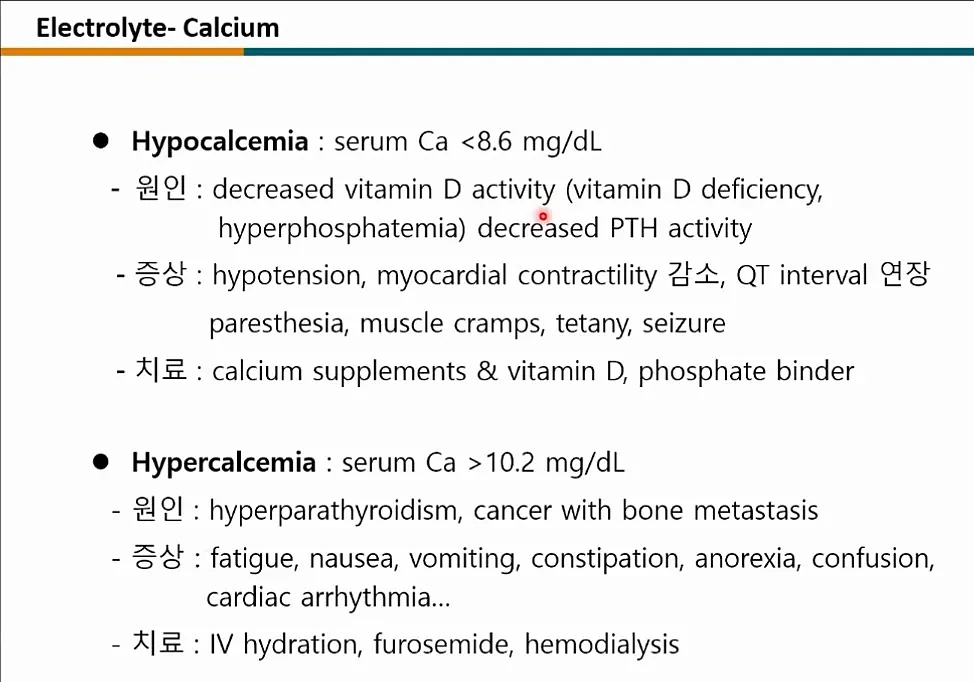 Electrolyte- Calcium
● Hypocalcemia : serum Ca <8.6 mg/dL
- 원인 : decreased vitamin D activity (vitamin D deficiency,
hyperphosphatemia) decreased PTH activity
- 증상 : hypotension, myocardial contractility 감소, QT interval 연장
paresthesia, muscle cramps, tetany, seizure
- 치료 : calcium supplements & vitamin D, phosphate binder
● Hypercalcemia : serum Ca >10.2 mg/dL
- 원인 : hyperparathyroidism, cancer with bone metastasis
- 증상 : fatigue, nausea, vomiting, constipation, anorexia, confusion,
cardiac arrhythmia...
- 치료 : IV hydration, furosemide, hemodialysis